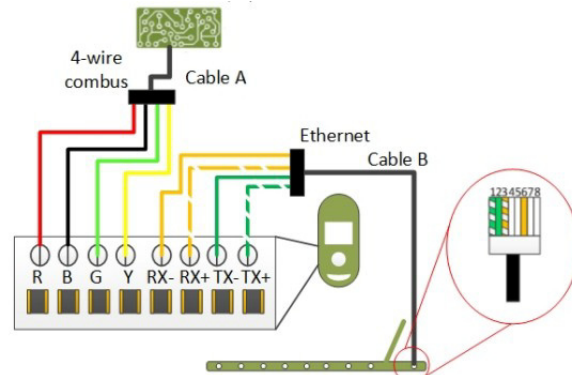 4-wire
combus
Cable A
Ethernet
Cable B
12345678
R B G Y RX- RX+ TX- TX+